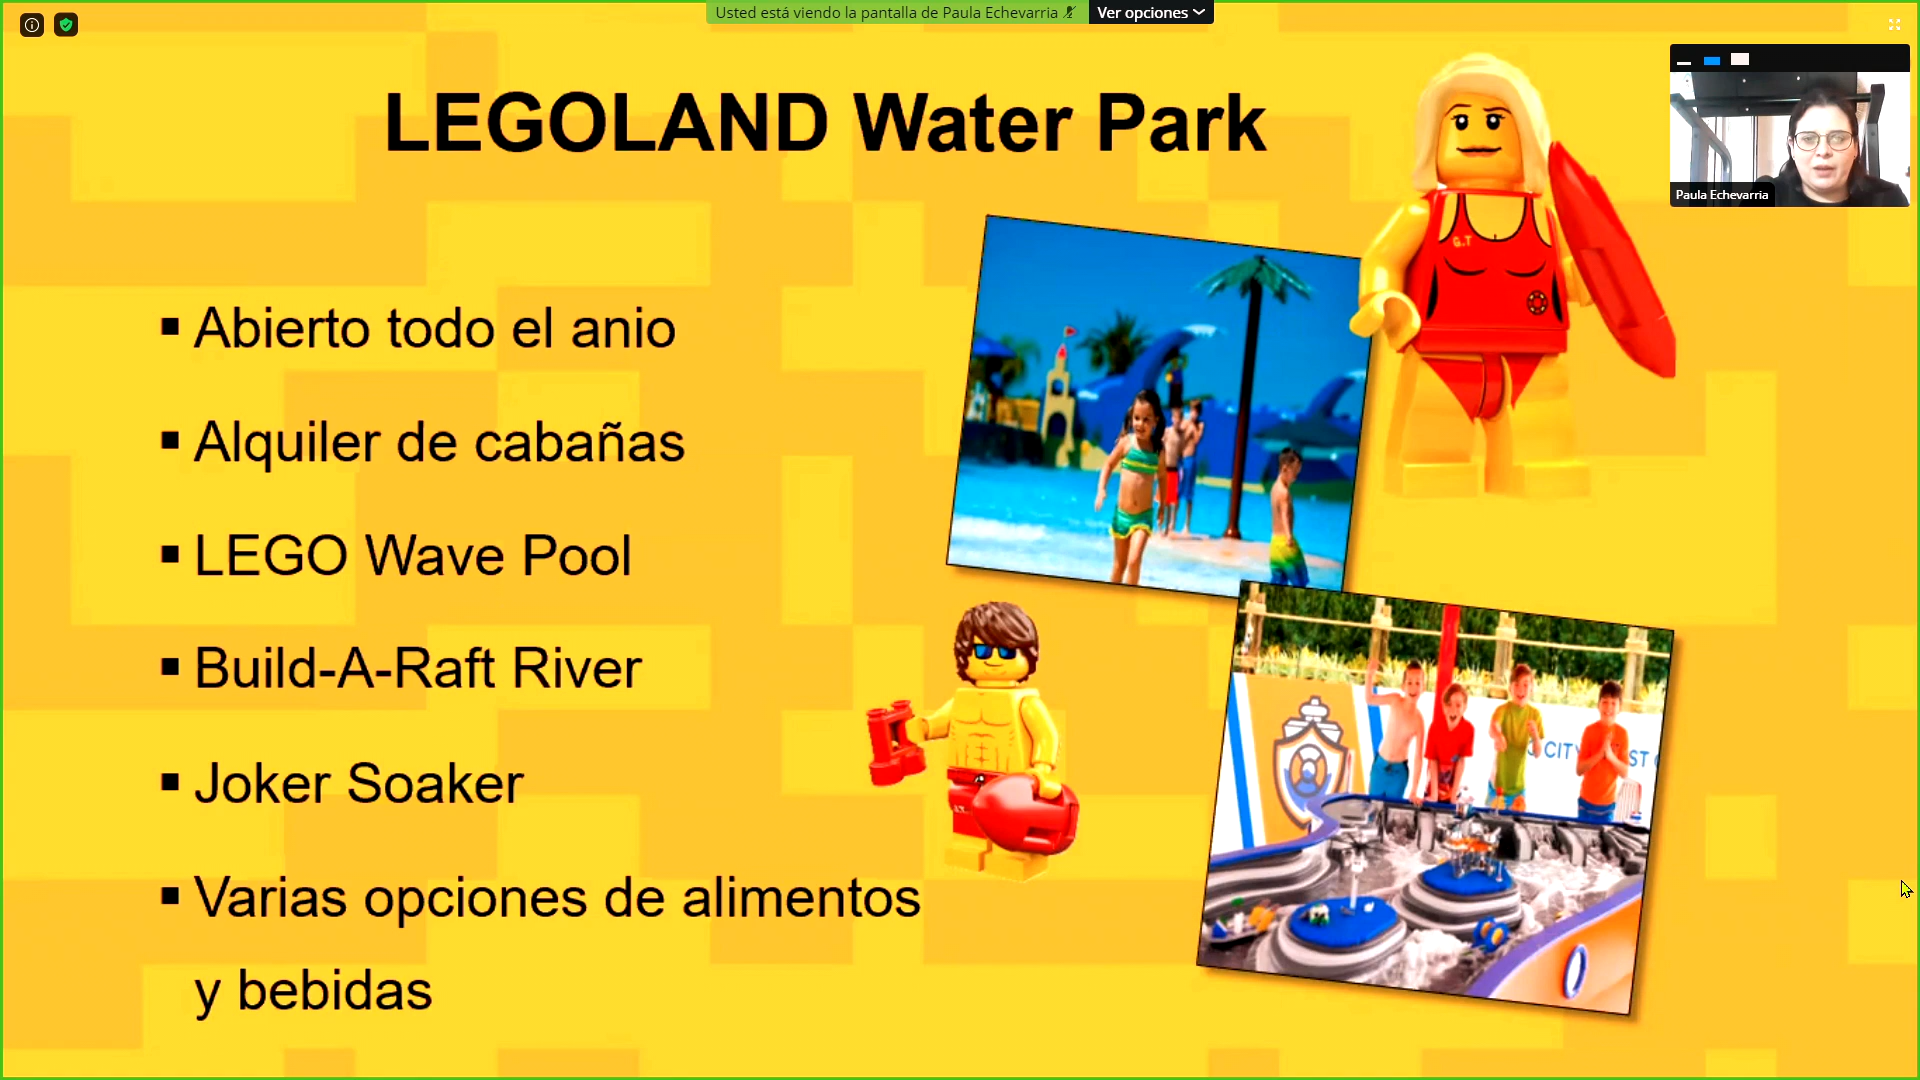 Usted está viendo la pantalla de Paula Echevarria
Ver opciones
LEGOLAND Water Park
Paula Echevarria
G.T
▪ Abierto todo el anio
▪ Alquiler de cabañas
▪ LEGO Wave Pool
▪ Build-A-Raft River
▪ Joker Soaker
▪ Varias opciones de alimentos
y bebidas
CITY